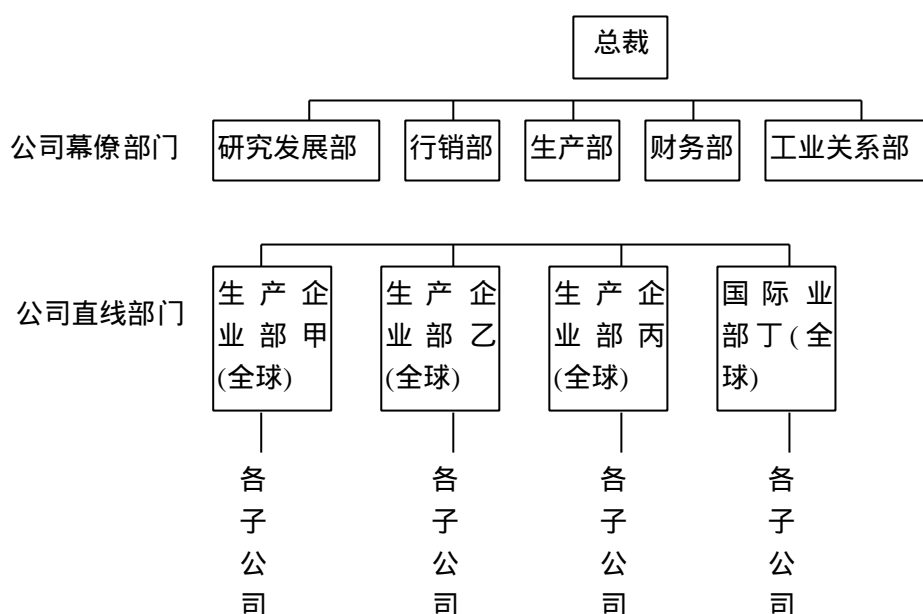 总裁
公司幕僚部门
研究发展部
行销部
生产部
财务部
工业关系部
公司直线部门
生产企
业部甲
(全球)
生产企
业部乙
(全球)
生产企
业部丙
(全球)
国际业
部丁(全
球)
各
子
公
司
各
子
公
司
各
子
公
司
各
子
公
司